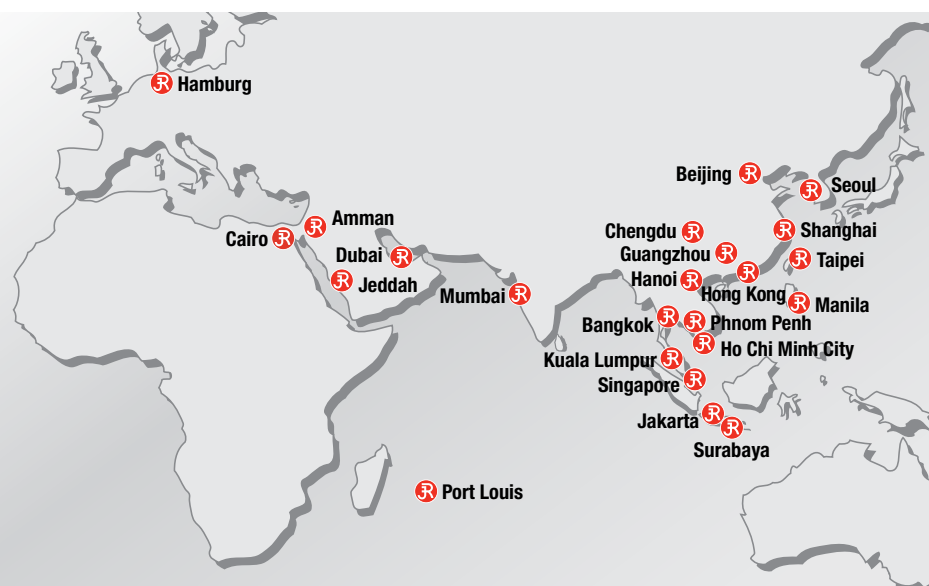 Hamburg
Beijing
Seoul
Amman
Cairo
Chengdu
Shanghai
Guangzhou
Dubai
Taipei
Hanoi
Jeddah
Hong Kong
Mumbai
Manila
Bangkok
Phnom Penh
Ho Chi Minh City
Kuala Lumpur
Singapore
Jakarta
Surabaya
Port Louis